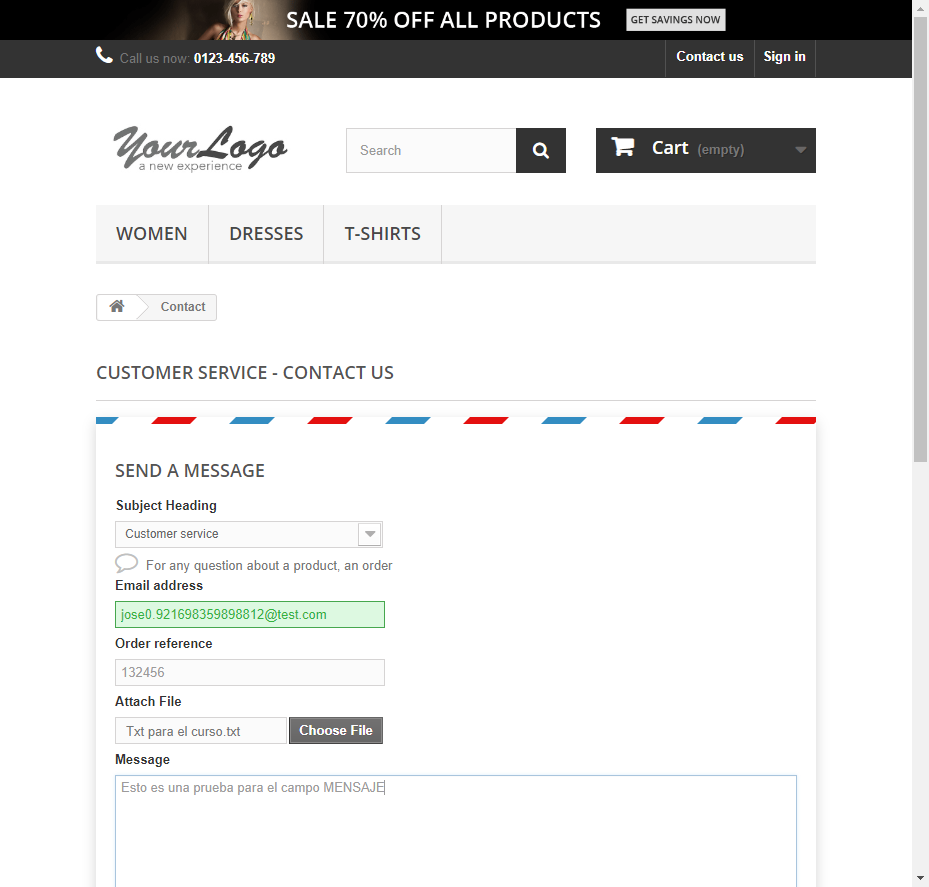 SALE 70% OFF ALL PRODUCTS GET SAVINGS NOW
Call us now: 0123-456-789 Contact us Sign in
YourLogo
a new experience
Search
Cart (empty)
WOMEN DRESSES T-SHIRTS
Contact
CUSTOMER SERVICE - CONTACT US
SEND A MESSAGE
Subject Heading
Customer service
For any question about a product, an order
Email address
jose0.921698359898812@test.com
Order reference
132456
Attach File
Txt para el curso.txt Choose File
Message
Esto es una prueba para el campo MENSAJE